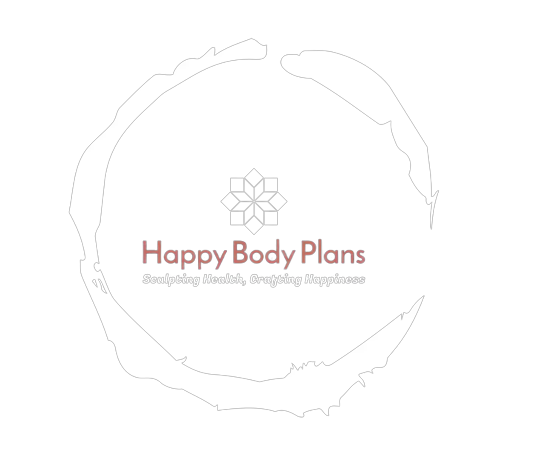 Happy Body Plans
Sculpting Health, Crafting Happiness